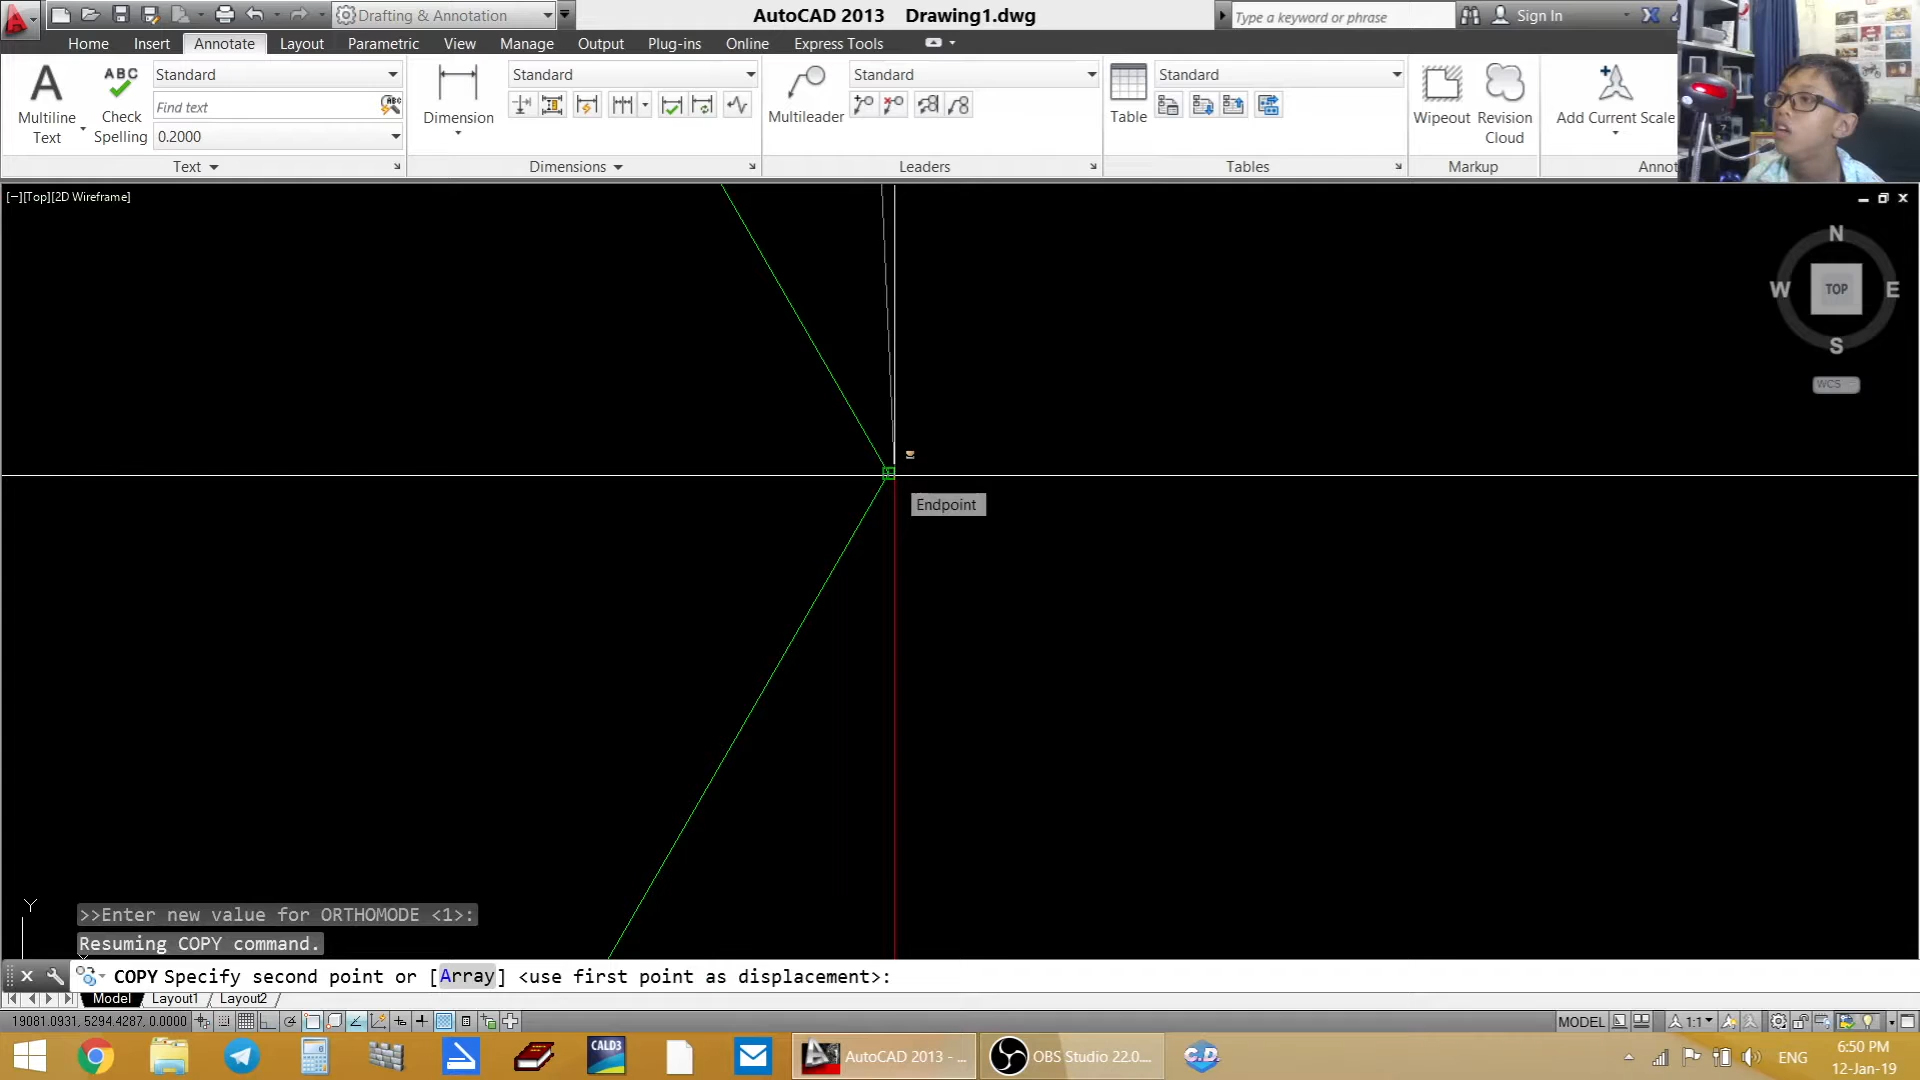 Drafting & Annotation
AutoCAD 2013 Drawing1.dwg
Type a keyword or phrase
Sign In
Home Insert Annotate Layout Parametric View Manage Output Plug-ins Online Express Tools
A
Multiline
Text
ABC
Check
Spelling
Standard
Find text
ABC
0.2000
Dimension
Standard
Multileader
Standard
Table
Standard
Wipeout
Revision
Cloud
Add Current Scale
Text
Dimensions
Leaders
Tables
Markup
Annot
[−][Top][2D Wireframe]
N
W
TOP
E
S
WCS
Endpoint
Y
>>Enter new value for ORTHOMODE <1>:
Resuming COPY command.
COPY Specify second point or [Array] <use first point as displacement>:
Model Layout1 Layout2
19081.0931, 5294.4287, 0.0000
MODEL
1:1
CALD3
AutoCAD 2013 - ...
OBS Studio 22.0....
C.D
ENG
6:50 PM
12-Jan-19